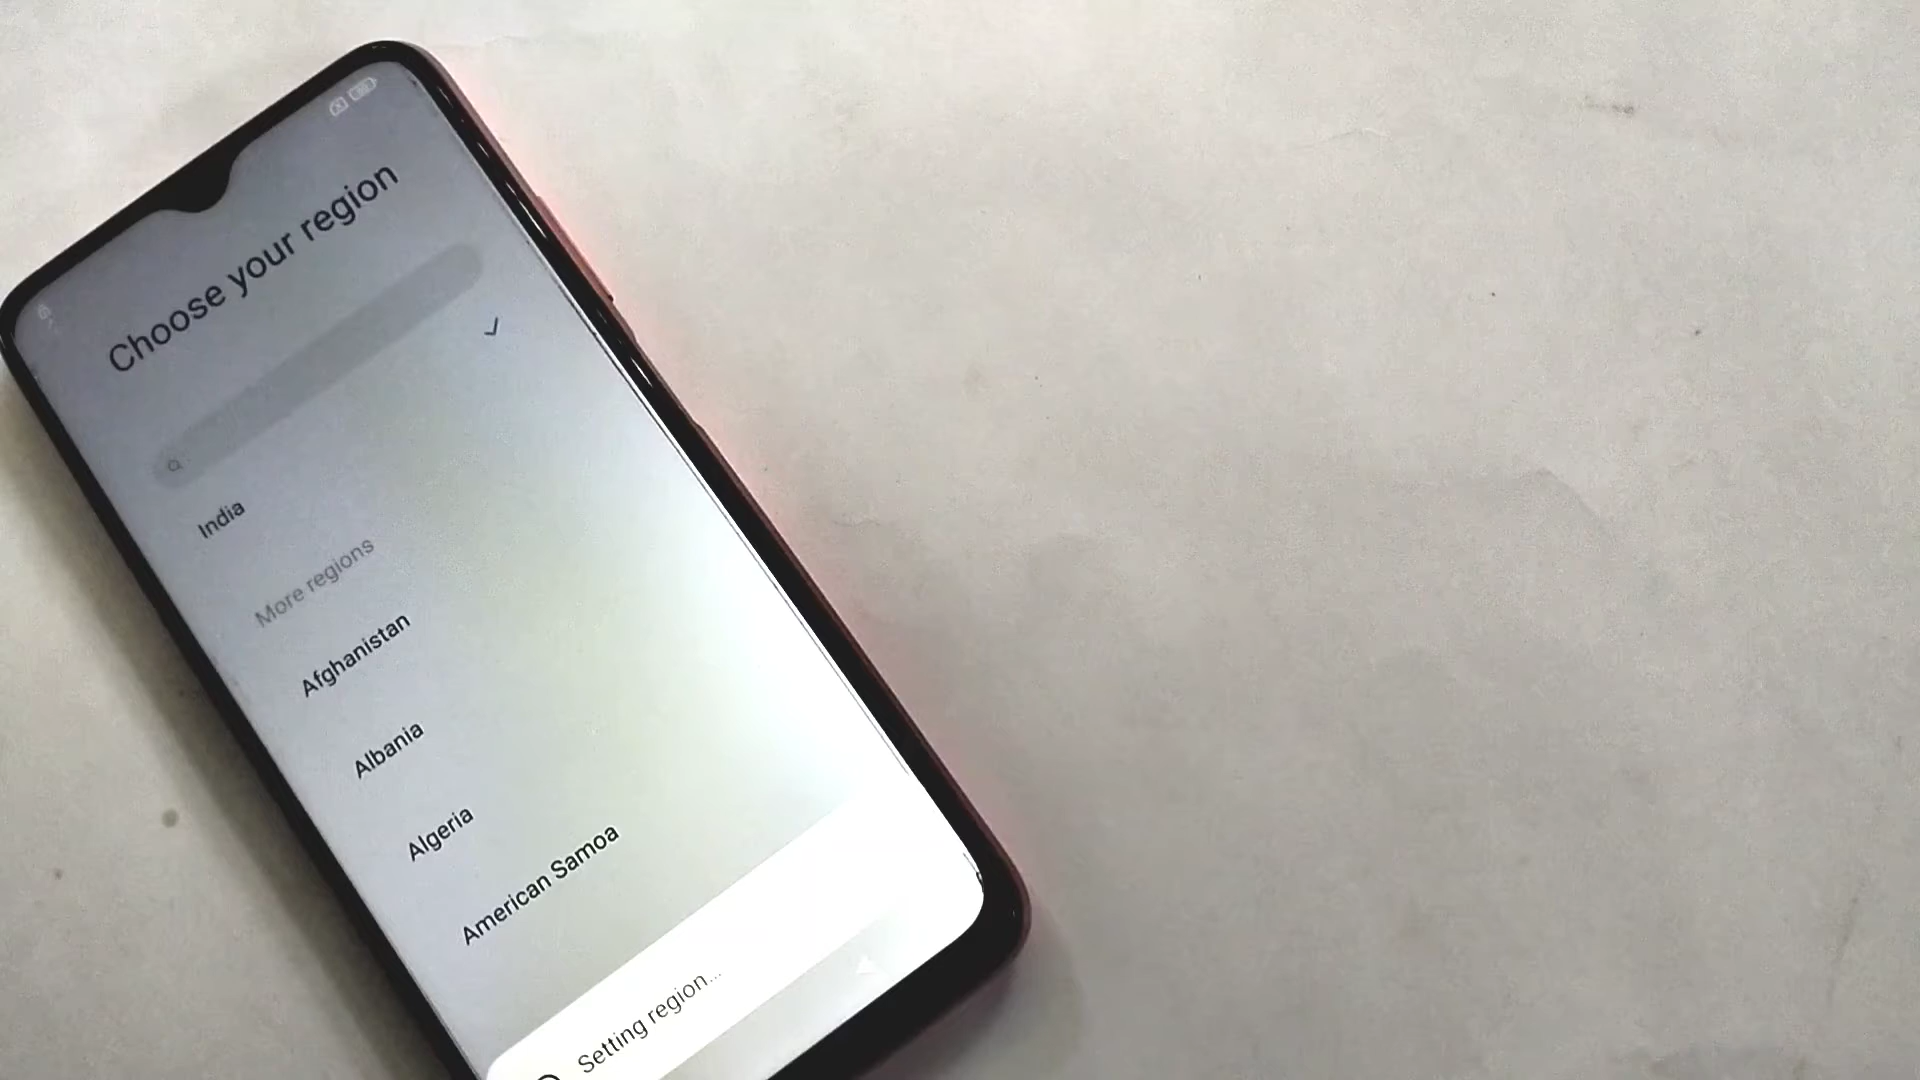 Choose your region
India
More regions
Afghanistan
Albania
Algeria
American Samoa
Setting region...